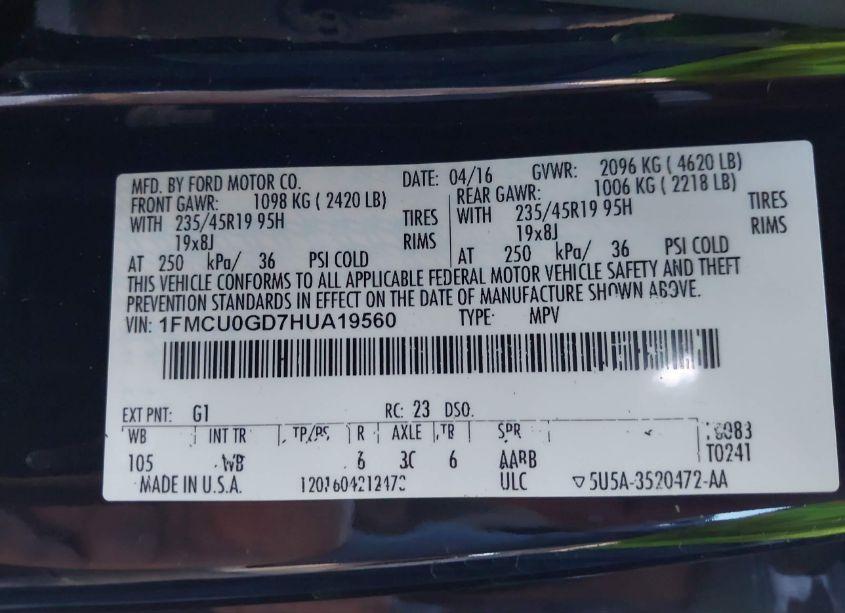 MFD. BY FORD MOTOR CO. DATE: 04/16 GVWR: 2096 KG ( 4620 LB)
FRONT GAWR: 1098 KG ( 2420 LB) REAR GAWR: 1006 KG ( 2218 LB)
WITH 235/45R19 95H TIRES WITH 235/45R19 95H TIRES
19x8J RIMS 19x8J RIMS
AT 250 kPa/ 36 PSI COLD AT 250 kPa/ 36 PSI COLD
THIS VEHICLE CONFORMS TO ALL APPLICABLE FEDERAL MOTOR VEHICLE SAFETY AND THEFT
PREVENTION STANDARDS IN EFFECT ON THE DATE OF MANUFACTURE SHOWN ABOVE.
VIN: 1FMCU0GD7HUA19560 TYPE: MPV
EXT PNT: G1 RC: 23 DSO:
WB INT TR TP/PS R AXLE TR SPR
105 WB 6 6 AARB T0241
MADE IN U.S.A. ULC 5U5A-3520472-AA